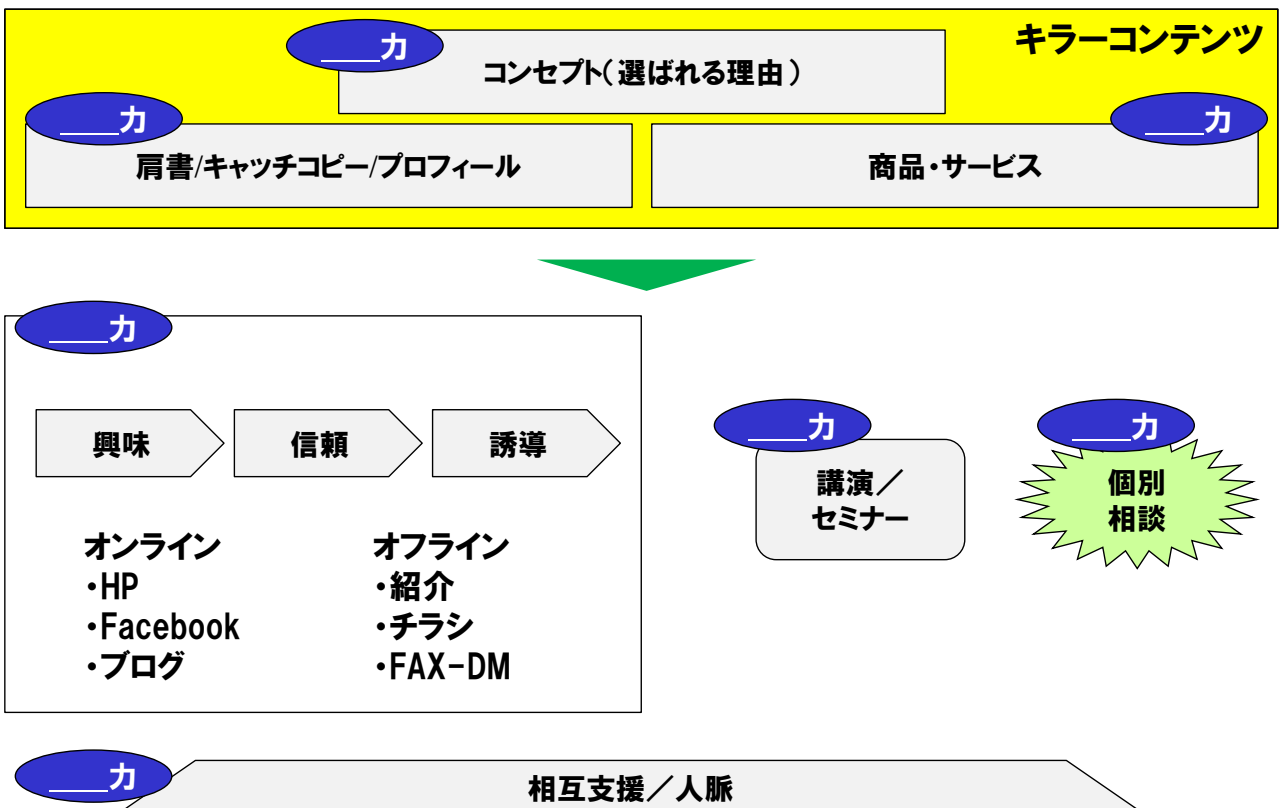 キラーコンテンツ
____力
コンセプト(選ばれる理由)
____力
肩書/キャッチコピー/プロフィール
____力
商品・サービス
____力
興味
信頼
誘導
オンライン
・HP
・Facebook
・ブログ
オフライン
・紹介
・チラシ
・FAX-DM
____力
講演/
セミナー
____力
個別
相談
____力
相互支援/人脈